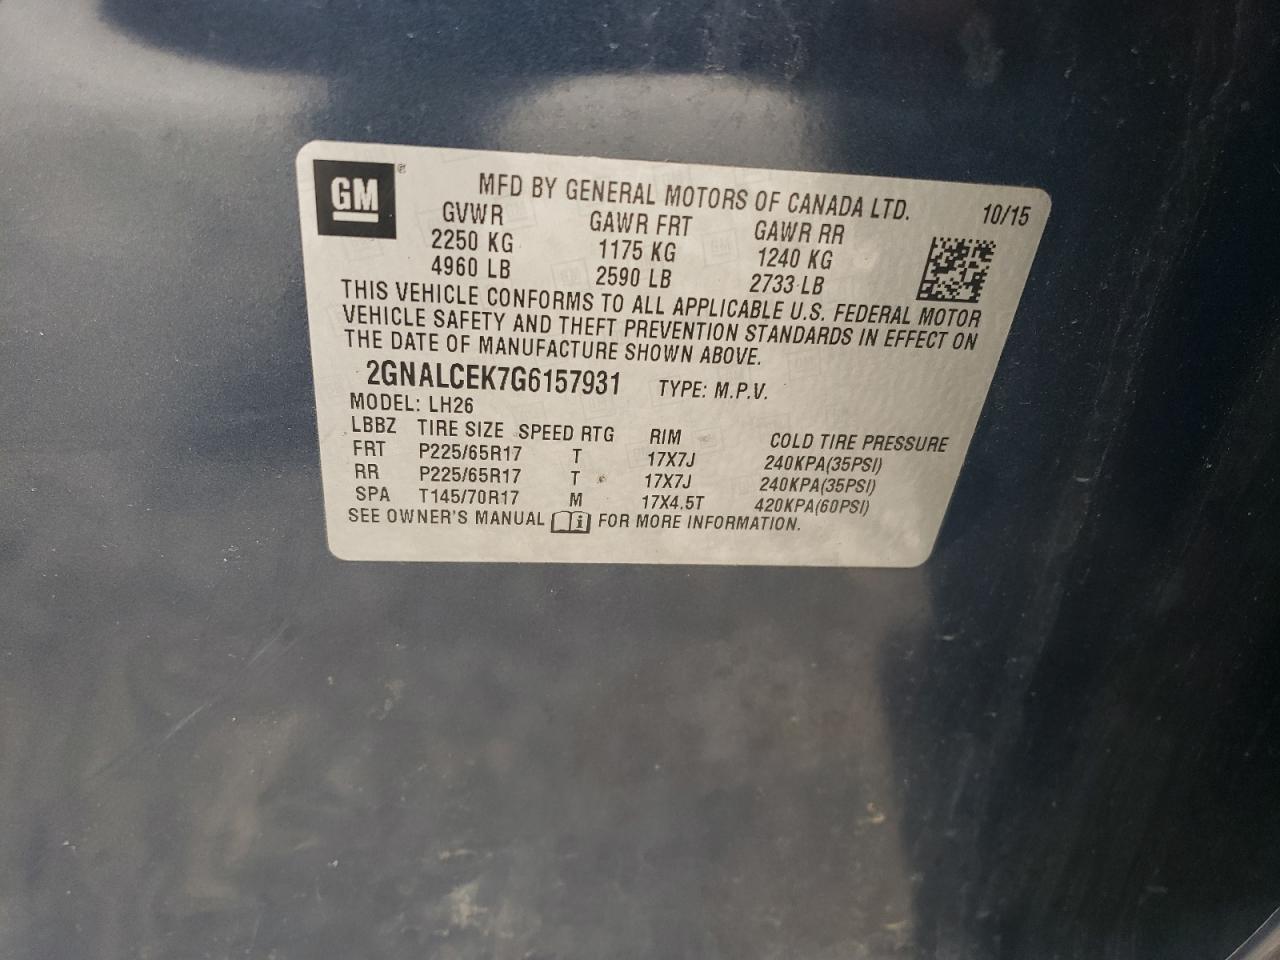 GM ®
MFD BY GENERAL MOTORS OF CANADA LTD. 10/15
GVWR GAWR FRT GAWR RR
2250 KG 1175 KG 1240 KG
4960 LB 2590 LB 2733 LB
THIS VEHICLE CONFORMS TO ALL APPLICABLE U.S. FEDERAL MOTOR
VEHICLE SAFETY AND THEFT PREVENTION STANDARDS IN EFFECT ON
THE DATE OF MANUFACTURE SHOWN ABOVE.
2GNALCEK7G6157931 TYPE: M.P.V.
MODEL: LH26
LBBZ TIRE SIZE SPEED RTG RIM COLD TIRE PRESSURE
FRT P225/65R17 T 17X7J 240KPA(35PSI)
RR P225/65R17 T 17X7J 240KPA(35PSI)
SPA T145/70R17 M 17X4.5T 420KPA(60PSI)
SEE OWNER'S MANUAL i FOR MORE INFORMATION.